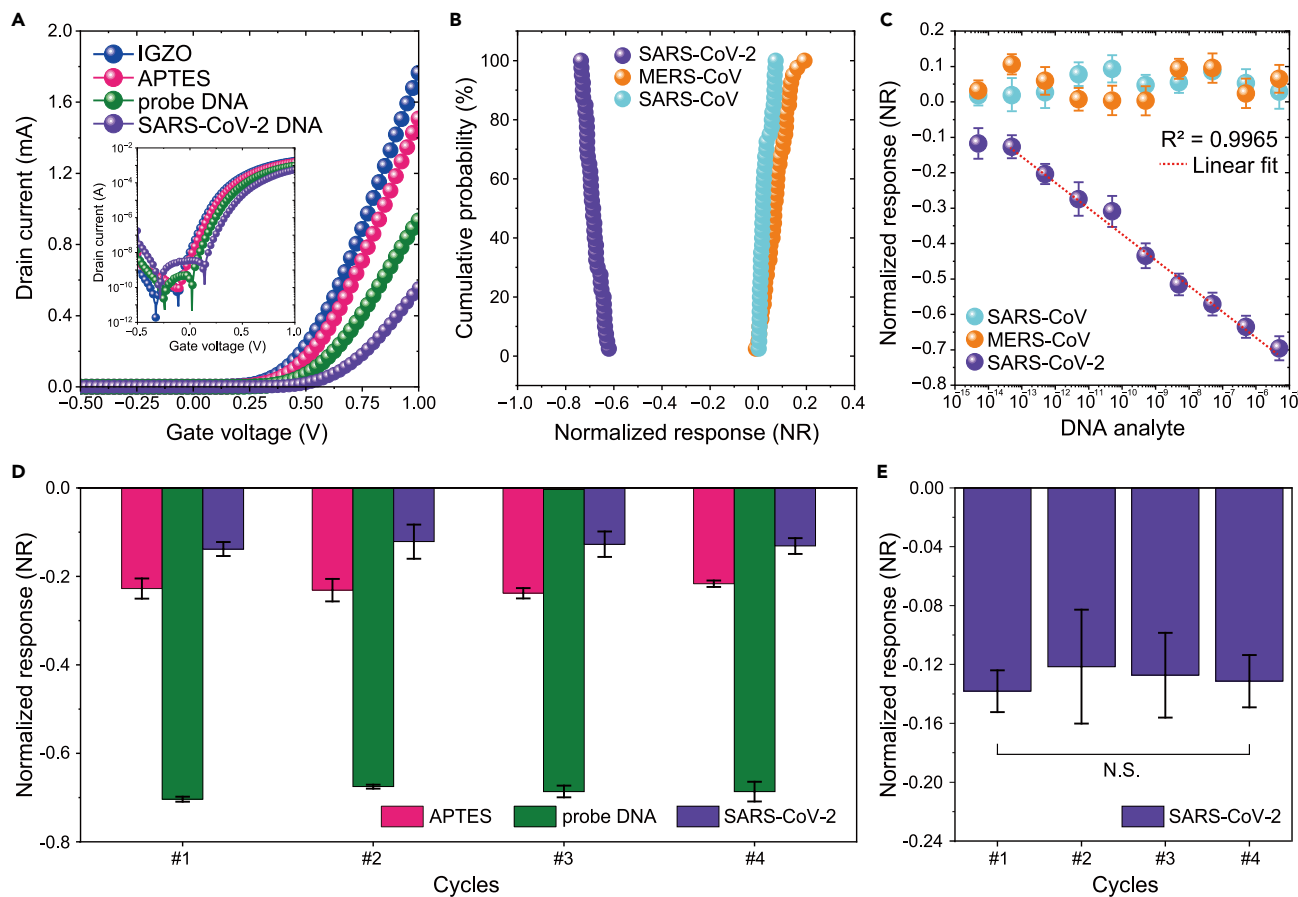 A
Drain current (mA)
2.0
1.6
1.2
0.8
0.4
0.0
IGZO
APTES
probe DNA
SARS-CoV-2 DNA
Drain current (A)
10⁻²
10⁻⁴
10⁻⁶
10⁻⁸
10⁻¹⁰
10⁻¹²
−0.5 0.0 0.5 1.0
Gate voltage (V)
−0.50 −0.25 0.00 0.25 0.50 0.75 1.00
Gate voltage (V)
B
Cumulative probability (%)
100
80
60
40
20
0
SARS-CoV-2
MERS-CoV
SARS-CoV
−1.0 −0.8 −0.6 −0.4 −0.2 0.0 0.2 0.4
Normalized response (NR)
C
Normalized response (NR)
0.2
0.1
0.0
−0.1
−0.2
−0.3
−0.4
−0.5
−0.6
−0.7
−0.8
R² = 0.9965
Linear fit
SARS-CoV
MERS-CoV
SARS-CoV-2
10⁻¹⁵ 10⁻¹⁴ 10⁻¹³ 10⁻¹² 10⁻¹¹ 10⁻¹⁰ 10⁻⁹ 10⁻⁸ 10⁻⁷ 10⁻⁶ 10⁻⁵
DNA analyte
D
Normalized response (NR)
0.0
-0.2
-0.4
-0.6
-0.8
APTES probe DNA SARS-CoV-2
#1 #2 #3 #4
Cycles
E
Normalized response (NR)
0.00
-0.04
-0.08
-0.12
-0.16
-0.20
-0.24
N.S.
SARS-CoV-2
#1 #2 #3 #4
Cycles